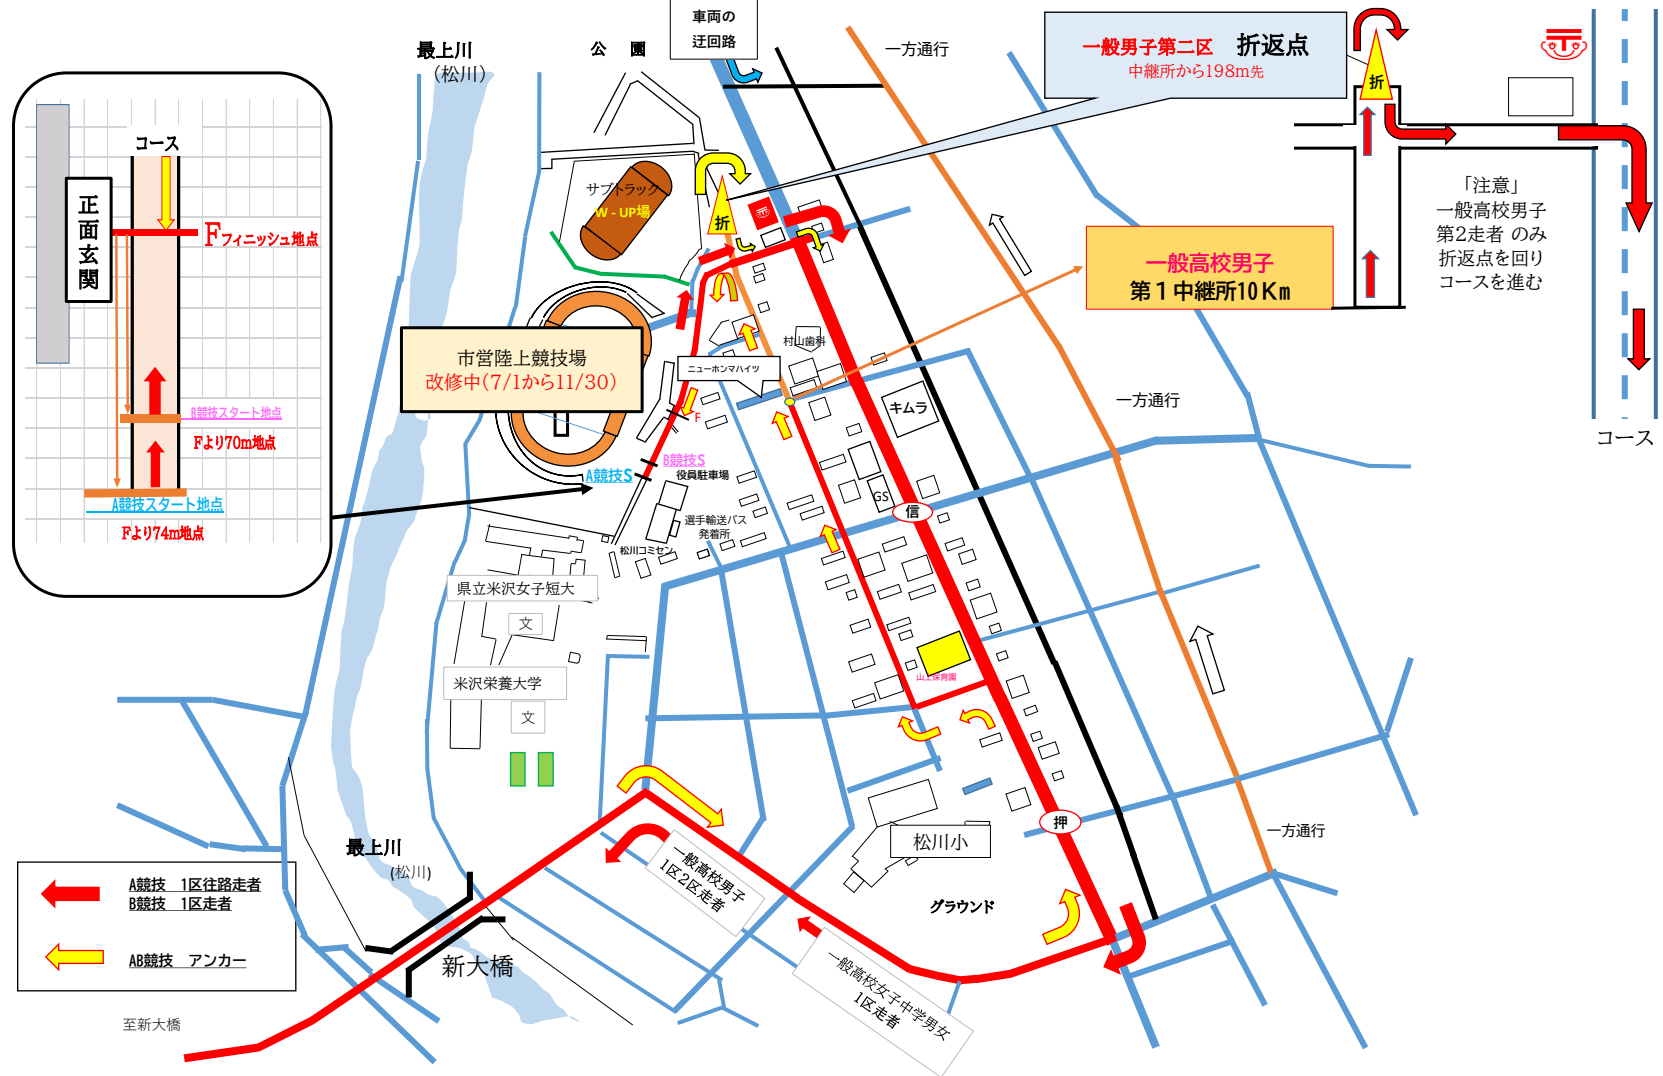 車両の
迂回路
最上川
（松川）
公　園
一方通行
一般男子第二区　折返点
中継所から198m先
折
コース
正面玄関
Fフィニッシュ地点
B競技スタート地点
Fより70m地点
A競技スタート地点
Fより74m地点
サブトラック
W - UP場
折
「注意」
一般高校男子
第2走者 のみ
折返点を回り
コースを進む
一般高校男子
第１中継所10Km
市営陸上競技場
改修中(7/1から11/30)
村山歯科
ニューホンマハイツ
キムラ
一方通行
コース
F
B競技S
A競技S
役員駐車場
GS
信
選手輸送バス
発着所
松川コミセン
県立米沢女子短大
文
米沢栄養大学
文
山上保育園
押
一方通行
松川小
グラウンド
最上川
(松川)
一般高校男子
1区2区走者
A競技　1区往路走者
B競技　1区走者
AB競技　アンカー
新大橋
一般高校女子中学男女
1区走者
至新大橋